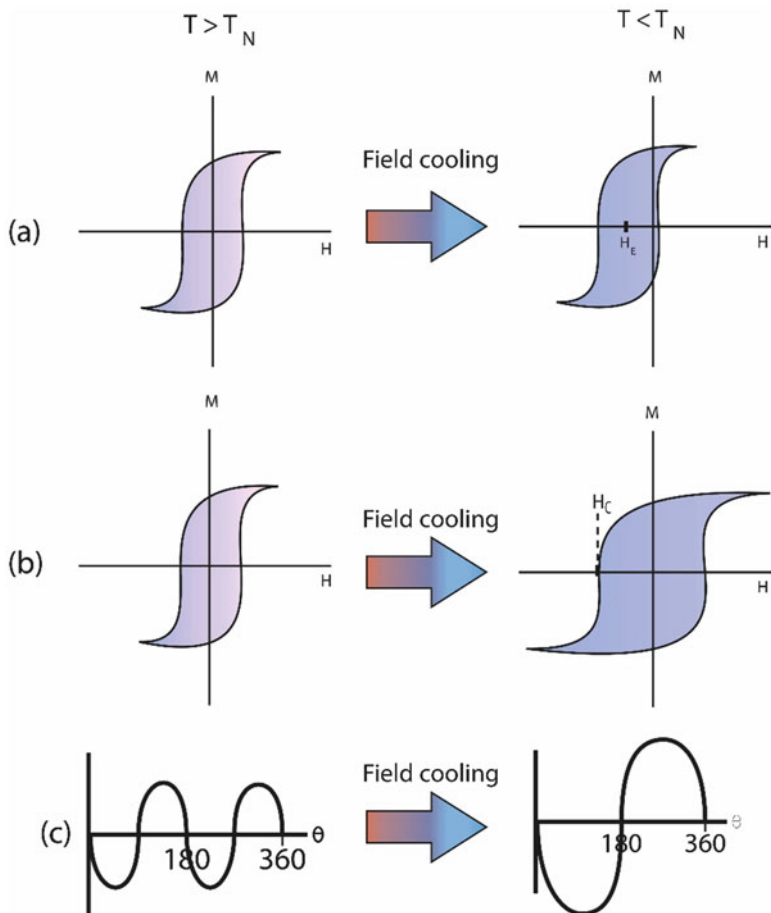 T > T N
T < T N
M
M
Field cooling
(a)
H
H E
H
M
M
H C
Field cooling
(b)
H
H
Field cooling
(c)
180
360
θ
180
360
θ